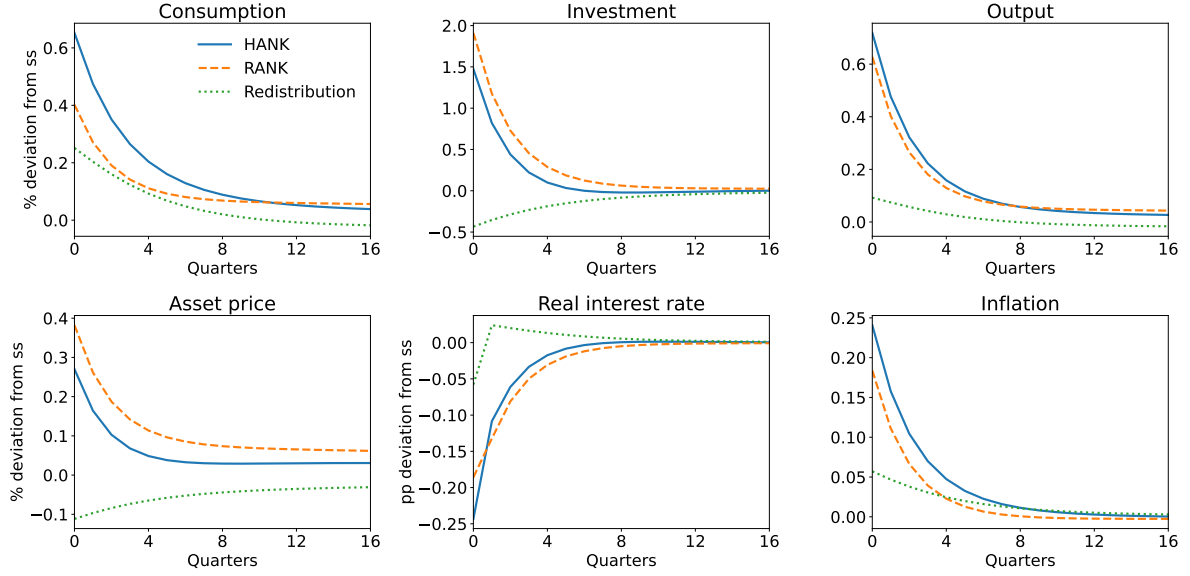 Consumption
% deviation from ss
0.6
0.4
0.2
0.0
HANK
RANK
Redistribution
0 4 8 12 16
Quarters
Investment
2.0
1.5
1.0
0.5
0.0
−0.5
0 4 8 12 16
Quarters
Output
0.6
0.4
0.2
0.0
0 4 8 12 16
Quarters
Asset price
% deviation from ss
0.4
0.3
0.2
0.1
0.0
−0.1
0 4 8 12 16
Quarters
Real interest rate
pp deviation from ss
0.00
−0.05
−0.10
−0.15
−0.20
−0.25
0 4 8 12 16
Quarters
Inflation
0.25
0.20
0.15
0.10
0.05
0.00
0 4 8 12 16
Quarters